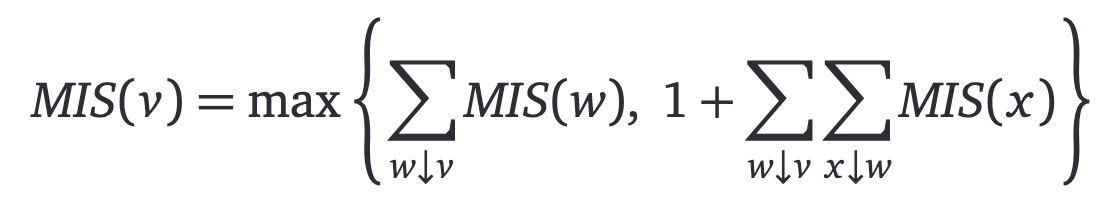 MIS(v) = max { ∑_{w↓v} MIS(w), 1 + ∑_{w↓v} ∑_{x↓w} MIS(x) }